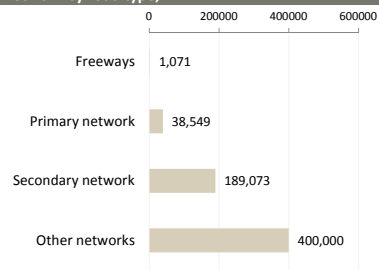 0 200000 400000 600000
Freeways 1,071
Primary network 38,549
Secondary network 189,073
Other networks 400,000